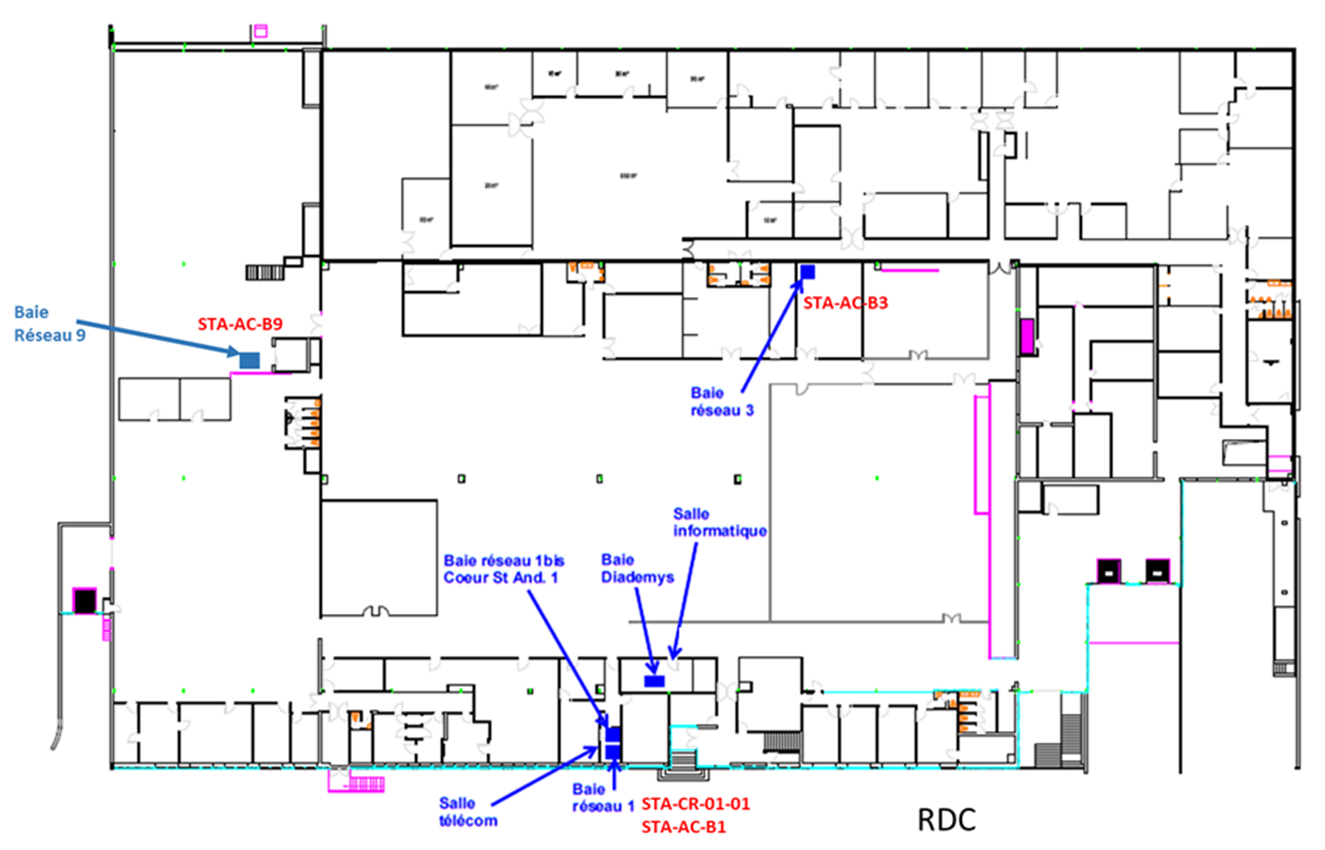 Baie
Réseau 9
STA-AC-B9
STA-AC-B3
Baie
réseau 3
Salle
informatique
Baie réseau 1bis
Coeur St And. 1
Baie
Diademys
Salle
télécom
Baie
réseau 1
STA-CR-01-01
STA-AC-B1
RDC